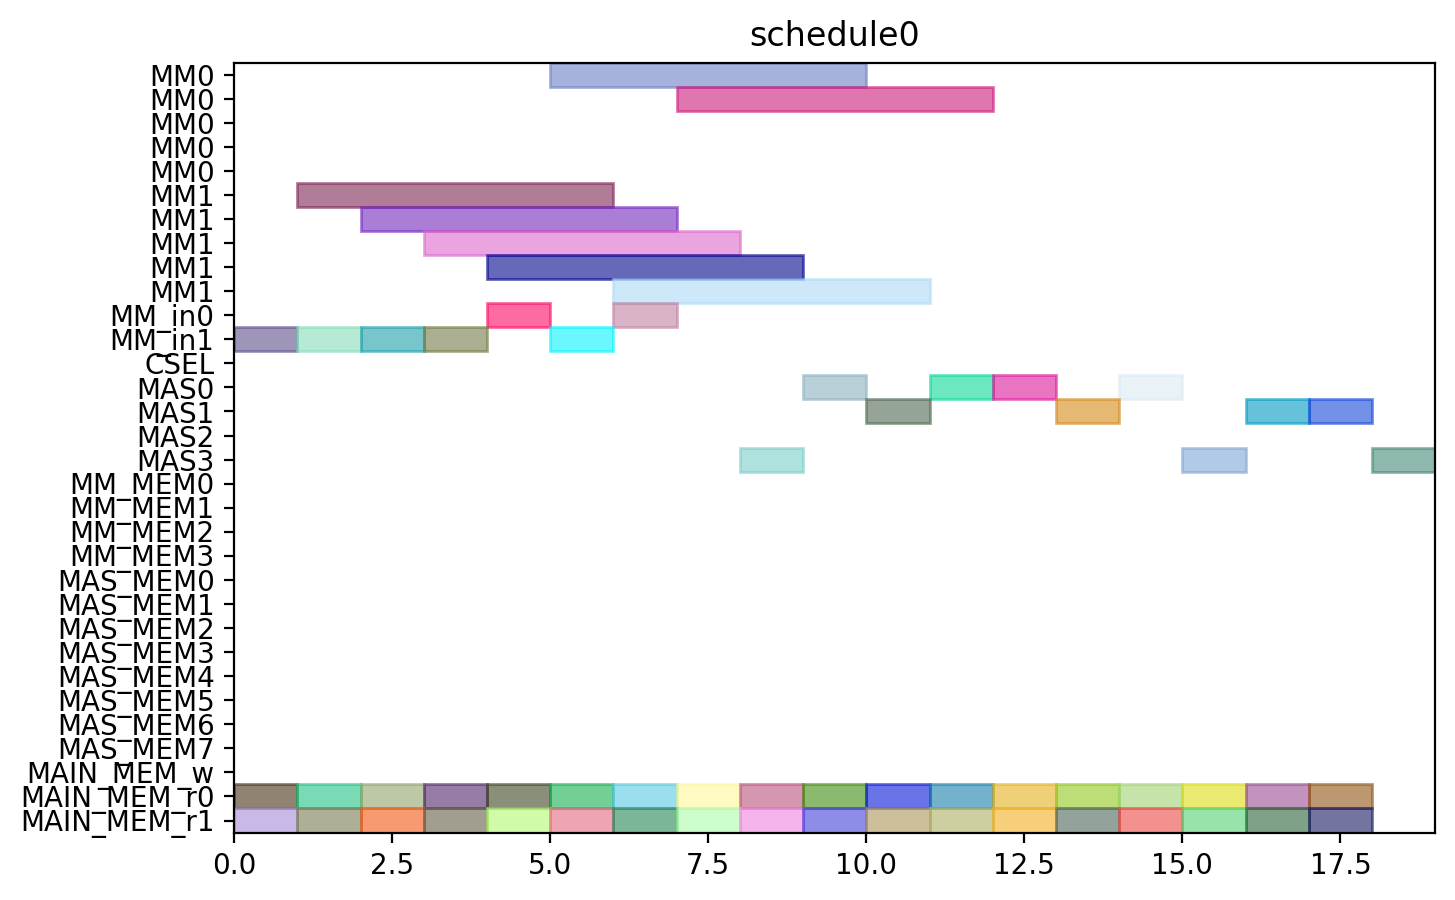 schedule0
MM0
MM0
MM0
MM0
MM0
MM1
MM1
MM1
MM1
MM1
MM_in0
MM_in1
CSEL
MAS0
MAS1
MAS2
MAS3
MM_MEM0
MM_MEM1
MM_MEM2
MM_MEM3
MAS_MEM0
MAS_MEM1
MAS_MEM2
MAS_MEM3
MAS_MEM4
MAS_MEM5
MAS_MEM6
MAS_MEM7
MAIN_MEM_w
MAIN_MEM_r0
MAIN_MEM_r1
0.0 2.5 5.0 7.5 10.0 12.5 15.0 17.5